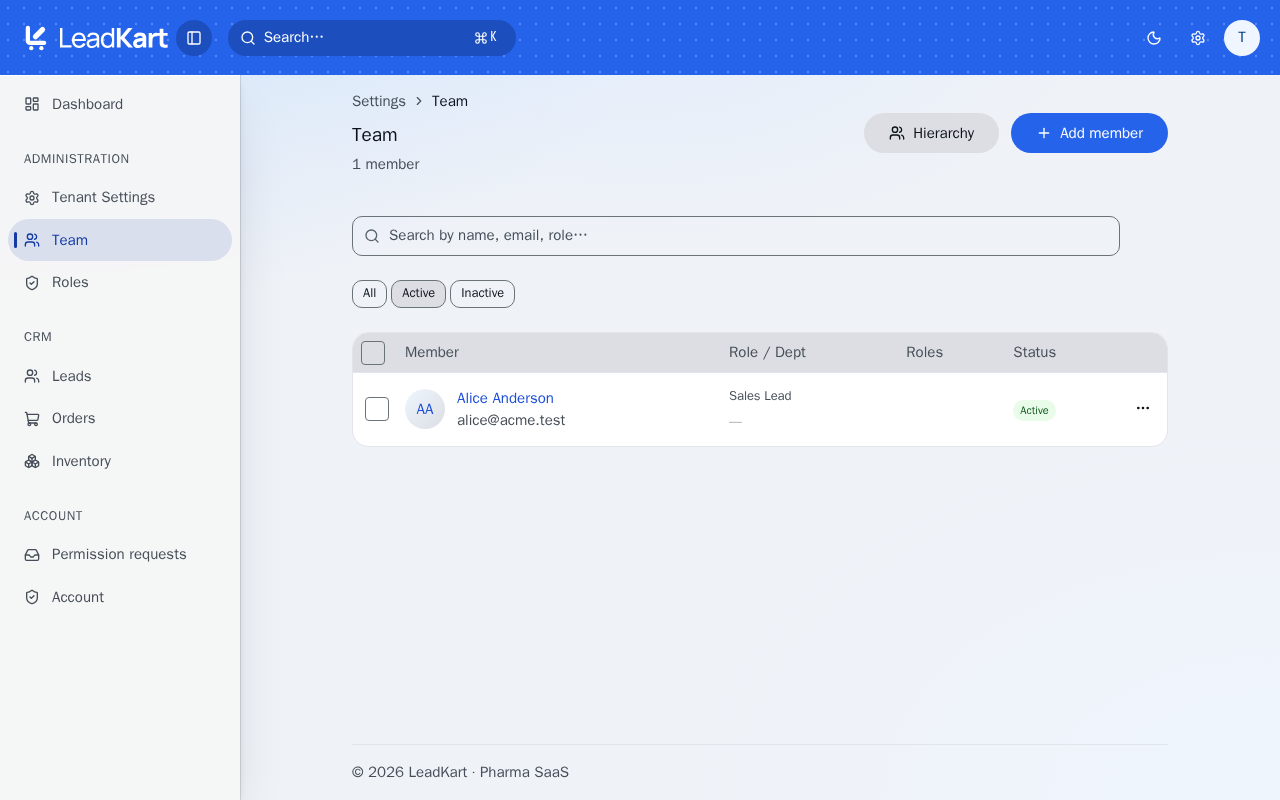 LeadKart
Search⋯
⌘K
T
Dashboard
ADMINISTRATION
Tenant Settings
Team
Roles
CRM
Leads
Orders
Inventory
ACCOUNT
Permission requests
Account
Settings > Team
Team
1 member
Hierarchy
Add member
Search by name, email, role⋯
All
Active
Inactive
Member Role / Dept Roles Status
AA
Alice Anderson
alice@acme.test
Sales Lead
—
Active
© 2026 LeadKart · Pharma SaaS